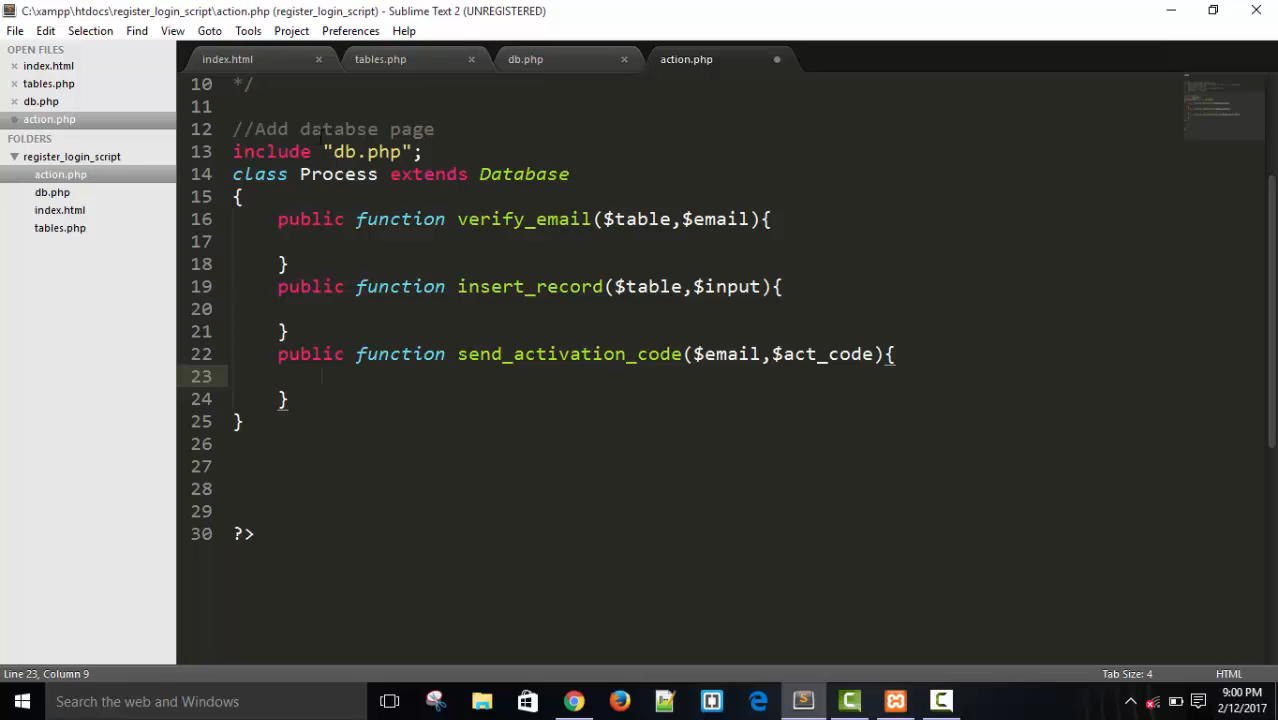 C:\xampp\htdocs\register_login_script\action.php (register_login_script) - Sublime Text 2 (UNREGISTERED)
File Edit Selection Find View Goto Tools Project Preferences Help
OPEN FILES
index.html
tables.php
db.php
action.php
FOLDERS
register_login_script
action.php
db.php
index.html
tables.php
index.html tables.php db.php action.php
10 */
11
12 //Add databse page
13 include "db.php";
14 class Process extends Database
15 {
16 public function verify_email($table,$email){
17
18 }
19 public function insert_record($table,$input){
20
21 }
22 public function send_activation_code($email,$act_code){
23
24 }
25 }
26
27
28
29
30 ?>
Line 23, Column 9 Tab Size: 4 HTML
Search the web and Windows
9:00 PM
2/12/2017